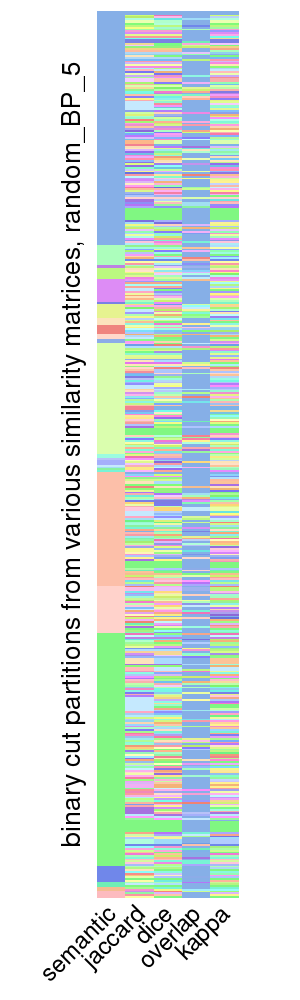 binary cut partitions from various similarity matrices, random_BP_5
semantic
jaccard
dice
overlap
kappa